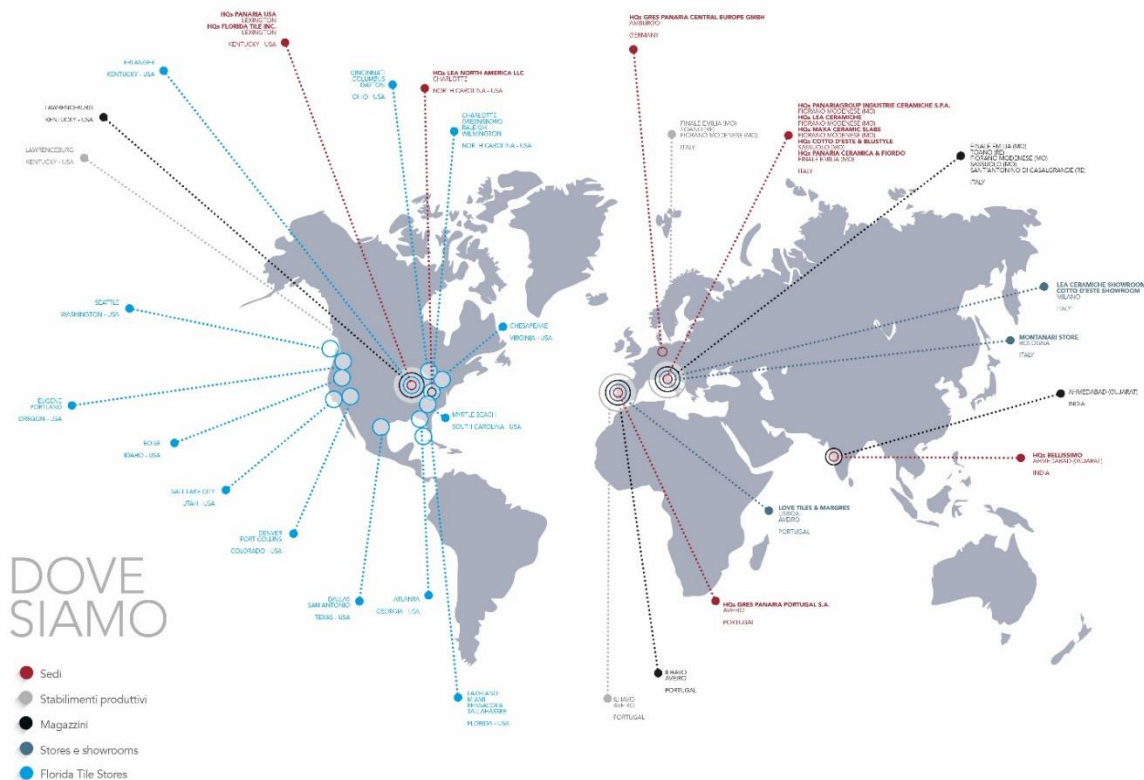 HQs PANARIA USA
LEXINGTON
HQs FLORIDA TILE INC.
LEXINGTON
KENTUCKY - USA
ERLANGER
KENTUCKY - USA
LAWRENCEBURG
KENTUCKY - USA
LAWRENCEBURG
KENTUCKY - USA
CINCINNATI
COLUMBUS
DAYTON
OHIO - USA
HQs LEA NORTH AMERICA LLC
CHARLOTTE
NORTH CAROLINA - USA
CHARLOTTE
GREENSBORO
RALEIGH
WILMINGTON
NORTH CAROLINA - USA
HQs GRES PANARIA CENTRAL EUROPE GMBH
AMBURGO
GERMANY
FINALE EMILIA (MO)
TOANO (RE)
FIORANO MODENESE (MO)
ITALY
HQs PANARIAGROUP INDUSTRIE CERAMICHE S.P.A.
FIORANO MODENESE (MO)
HQs LEA CERAMICHE
FIORANO MODENESE (MO)
HQs MAXA CERAMIC SLABS
FIORANO MODENESE (MO)
HQs COTTO D'ESTE & BLUSTYLE
SASSUOLO (MO)
HQs PANARIA CERAMICA & FIORDO
FINALE EMILIA (MO)
ITALY
FINALE EMILIA (MO)
TOANO (RE)
FIORANO MODENESE (MO)
SASSUOLO (MO)
SANT'ANTONINO DI CASALGRANDE (RE)
ITALY
SEATTLE
WASHINGTON - USA
CHESAPEAKE
VIRGINIA - USA
LEA CERAMICHE SHOWROOM
COTTO D'ESTE SHOWROOM
MILANO
ITALY
MONTANARI STORE
BOLOGNA
ITALY
EUGENE
PORTLAND
OREGON - USA
MYRTLE BEACH
SOUTH CAROLINA - USA
AHMEDABAD (GUJARAT)
INDIA
BOISE
IDAHO - USA
HQs BELLISSIMO
AHMEDABAD (GUJARAT)
INDIA
SALT LAKE CITY
UTAH - USA
LOVE TILES & MARGRES
LISBOA
AVEIRO
PORTUGAL
DENVER
FORT COLLINS
COLORADO - USA
DALLAS
SAN ANTONIO
TEXAS - USA
ATLANTA
GEORGIA - USA
HQs GRES PANARIA PORTUGAL S.A.
AVEIRO
PORTUGAL
ILHAVO
AVEIRO
PORTUGAL
LAKELAND
MIAMI
PENSACOLA
TALLAHASSEE
FLORIDA - USA
ILHAVO
AVEIRO
PORTUGAL
DOVE
SIAMO
Sedi
Stabilimenti produttivi
Magazzini
Stores e showrooms
Florida Tile Stores